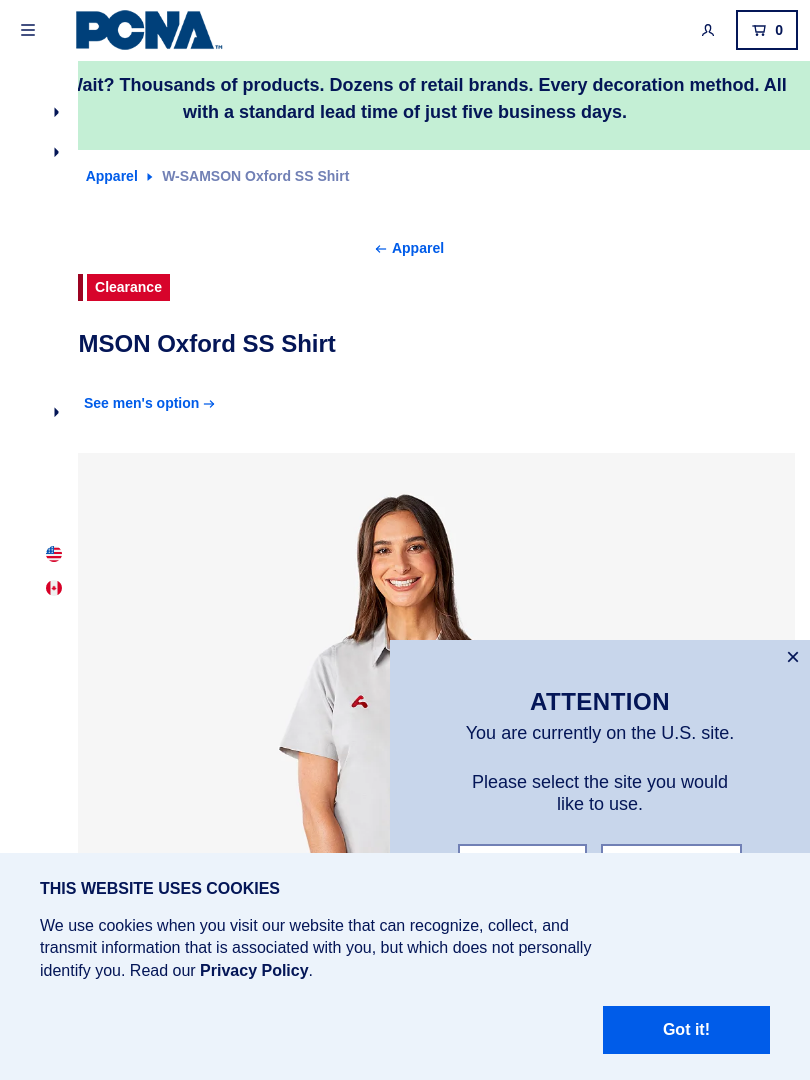 PCNA™
0
Wait? Thousands of products. Dozens of retail brands. Every decoration method. All
with a standard lead time of just five business days.
Apparel
W-SAMSON Oxford SS Shirt
Apparel
Clearance
MSON Oxford SS Shirt
See men's option
ATTENTION
You are currently on the U.S. site.
Please select the site you would
like to use.
THIS WEBSITE USES COOKIES
We use cookies when you visit our website that can recognize, collect, and
transmit information that is associated with you, but which does not personally
identify you. Read our Privacy Policy.
Got it!